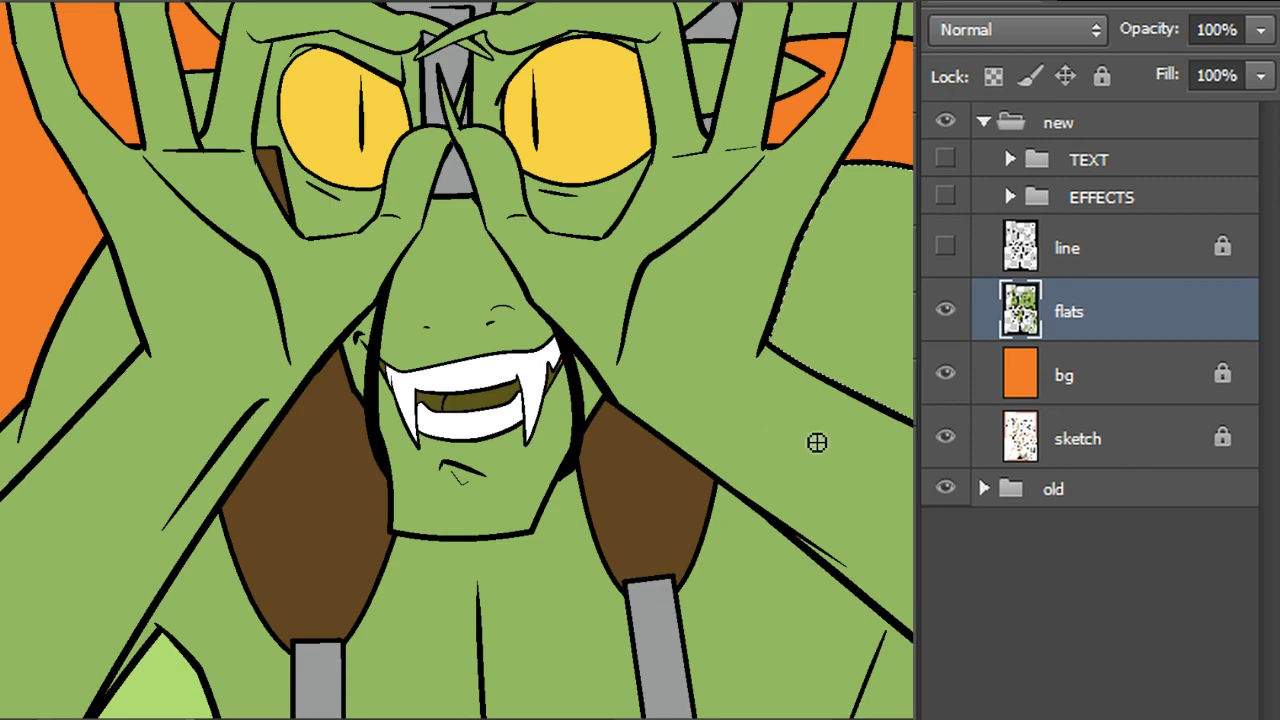 Normal
Opacity: 100%
Lock:
Fill: 100%
new
TEXT
EFFECTS
line
flats
bg
sketch
old